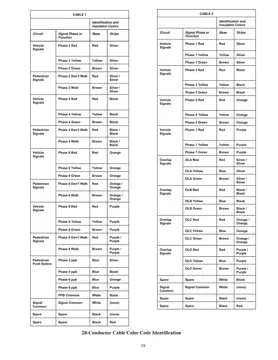 CABLE 1
Identification and Insulation Colors
Circuit Signal Phase or Function Base Stripe
Vehicle Signals Phase 2 Red Red Silver
Phase 2 Yellow Yellow Silver
Phase 2 Green Brown Silver
Pedestrian Signals Phase 2 Don't Walk Red Silver / Silver
Phase 2 Walk Brown Silver / Silver
Vehicle Signals Phase 4 Red Red Black
Phase 4 Yellow Yellow Black
Phase 4 Green Brown Black
Pedestrian Signals Phase 4 Don't Walk Red Black / Black
Phase 4 Walk Brown Black / Black
Vehicle Signals Phase 6 Red Red Orange
Phase 6 Yellow Yellow Orange
Phase 6 Green Brown Orange
Pedestrian Signals Phase 6 Don't Walk Red Orange / Orange
Phase 6 Walk Brown Orange / Orange
Vehicle Signals Phase 8 Red Red Purple
Phase 8 Yellow Yellow Purple
Phase 8 Green Brown Purple
Pedestrian Signals Phase 8 Don't Walk Red Purple / Purple
Phase 8 Walk Brown Purple / Purple
Pedestrian Push Button Phase 2 ppb Blue Silver
Phase 4 ppb Blue Black
Phase 6 ppb Blue Orange
Phase 8 ppb Blue Purple
PPB Common White Black
Signal Common Signal Common White (none)
Spare Spare Black (none)
Spare Spare Black Red
CABLE 2
Identification and Insulation Colors
Circuit Signal Phase or Function Base Stripe
Vehicle Signals Phase 1 Red Red Silver
Phase 1 Yellow Yellow Silver
Phase 1 Green Brown Silver
Vehicle Signals Phase 3 Red Red Black
Phase 3 Yellow Yellow Black
Phase 3 Green Brown Black
Vehicle Signals Phase 5 Red Red Orange
Phase 5 Yellow Yellow Orange
Phase 5 Green Brown Orange
Vehicle Signals Phase 7 Red Red Purple
Phase 7 Yellow Yellow Purple
Phase 7 Green Brown Purple
Overlap Signals OLA Red Red Silver / Silver
OLA Yellow Blue Silver
OLA Green Brown Silver / Silver
Overlap Signals OLB Red Red Black / Black
OLB Yellow Blue Black
OLB Green Brown Black / Black
Overlap Signals OLC Red Red Orange / Orange
OLC Yellow Blue Orange
OLC Green Brown Orange / Orange
Overlap Signals OLD Red Red Purple / Purple
OLD Yellow Blue Purple
OLD Green Brown Purple / Purple
Spare Spare White Black
Signal Common Signal Common White (none)
Spare Spare Black (none)
Spare Spare Black Red
28-Conductor Cable Color Code Identification
19